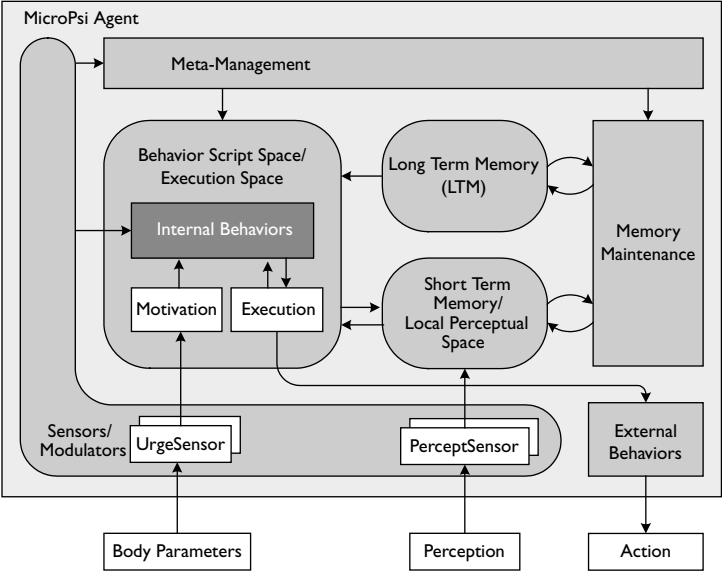 MicroPsi Agent
Meta-Management
Behavior Script Space/
Execution Space
Long Term Memory
(LTM)
Internal Behaviors
Memory
Maintenance
Motivation
Execution
Short Term
Memory/
Local Perceptual
Space
Sensors/
Modulators
UrgeSensor
PerceptSensor
External
Behaviors
Body Parameters
Perception
Action